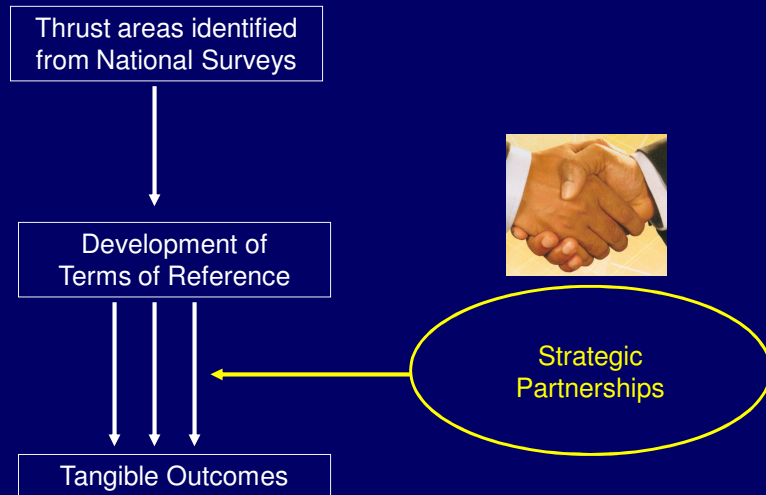 Thrust areas identified
from National Surveys
Development of
Terms of Reference
Strategic
Partnerships
Tangible Outcomes